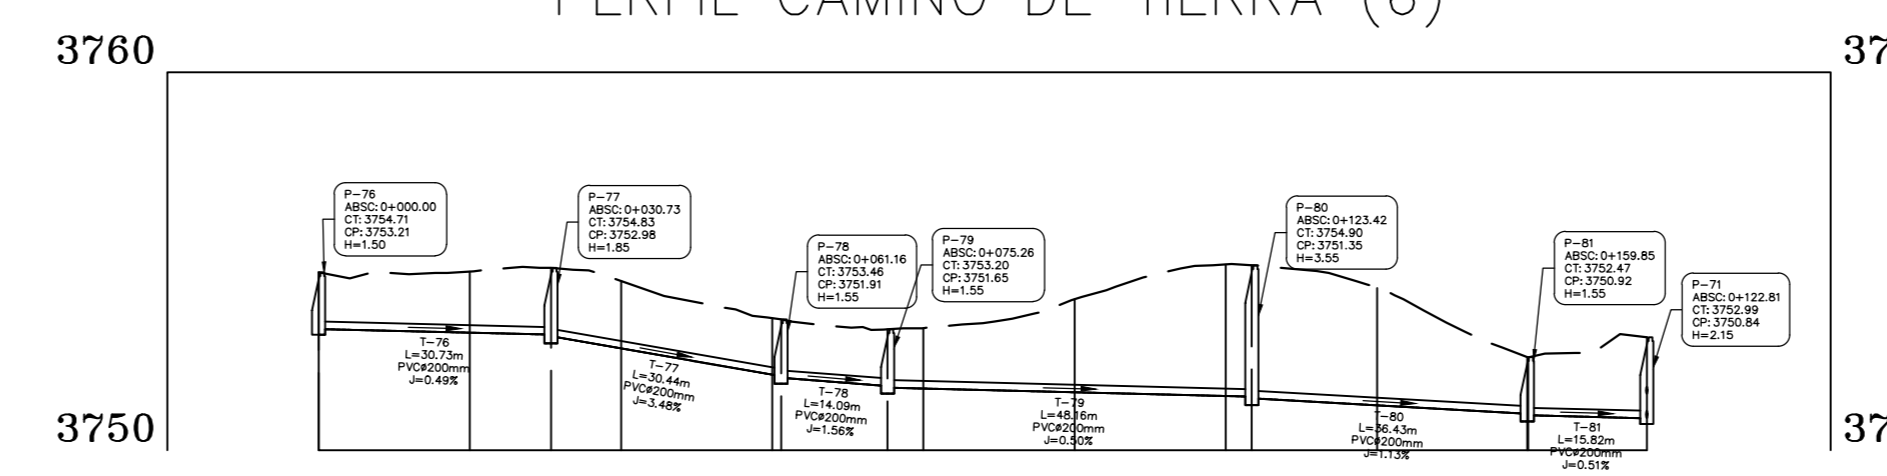 PERFIL CAMINO DE TIERRA (6)
3760
37
P-76
ABSC: 0+000.00
CT: 3754.71
CP: 3753.21
H=1.50
P-77
ABSC: 0+030.73
CT: 3754.83
CP: 3752.98
H=1.85
P-78
ABSC: 0+061.16
CT: 3753.46
CP: 3751.91
H=1.55
P-79
ABSC: 0+075.26
CT: 3753.20
CP: 3751.65
H=1.55
P-80
ABSC: 0+123.42
CT: 3754.90
CP: 3751.35
H=3.55
P-81
ABSC: 0+159.85
CT: 3752.47
CP: 3750.92
H=1.55
P-71
ABSC: 0+122.81
CT: 3752.99
CP: 3750.84
H=2.15
T-76
L=30.73m
PVCø200mm
J=0.49%
T-77
L=30.44m
PVCø200mm
J=3.48%
T-78
L=14.09m
PVCø200mm
J=1.56%
T-79
L=48.16m
PVCø200mm
J=0.50%
T-80
L=36.43m
PVCø200mm
J=1.13%
T-81
L=15.82m
PVCø200mm
J=0.51%
3750
37